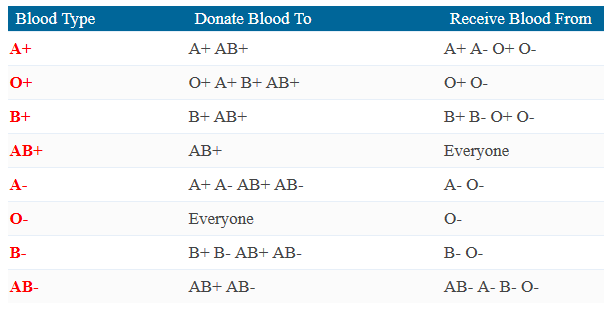 Blood Type Donate Blood To Receive Blood From
A+ A+ AB+ A+ A- O+ O-
O+ O+ A+ B+ AB+ O+ O-
B+ B+ AB+ B+ B- O+ O-
AB+ AB+ Everyone
A- A+ A- AB+ AB- A- O-
O- Everyone O-
B- B+ B- AB+ AB- B- O-
AB- AB+ AB- AB- A- B- O-